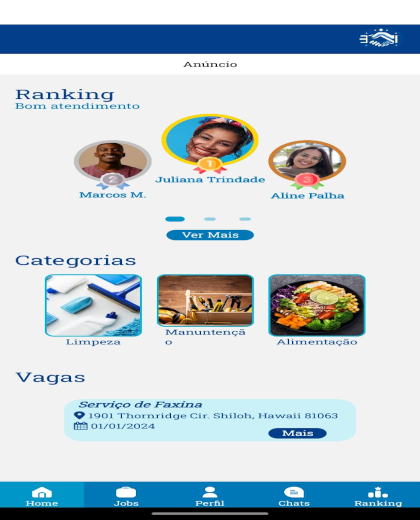 Anúncio
Ranking
Bom atendimento
1
2
3
Juliana Trindade
Marcos M.
Aline Palha
Ver Mais
Categorias
Limpeza
Manuntençã
o
Alimentação
Vagas
Serviço de Faxina
1901 Thornridge Cir. Shiloh, Hawaii 81063
01/01/2024
Mais
Home
Jobs
Perfil
Chats
Ranking